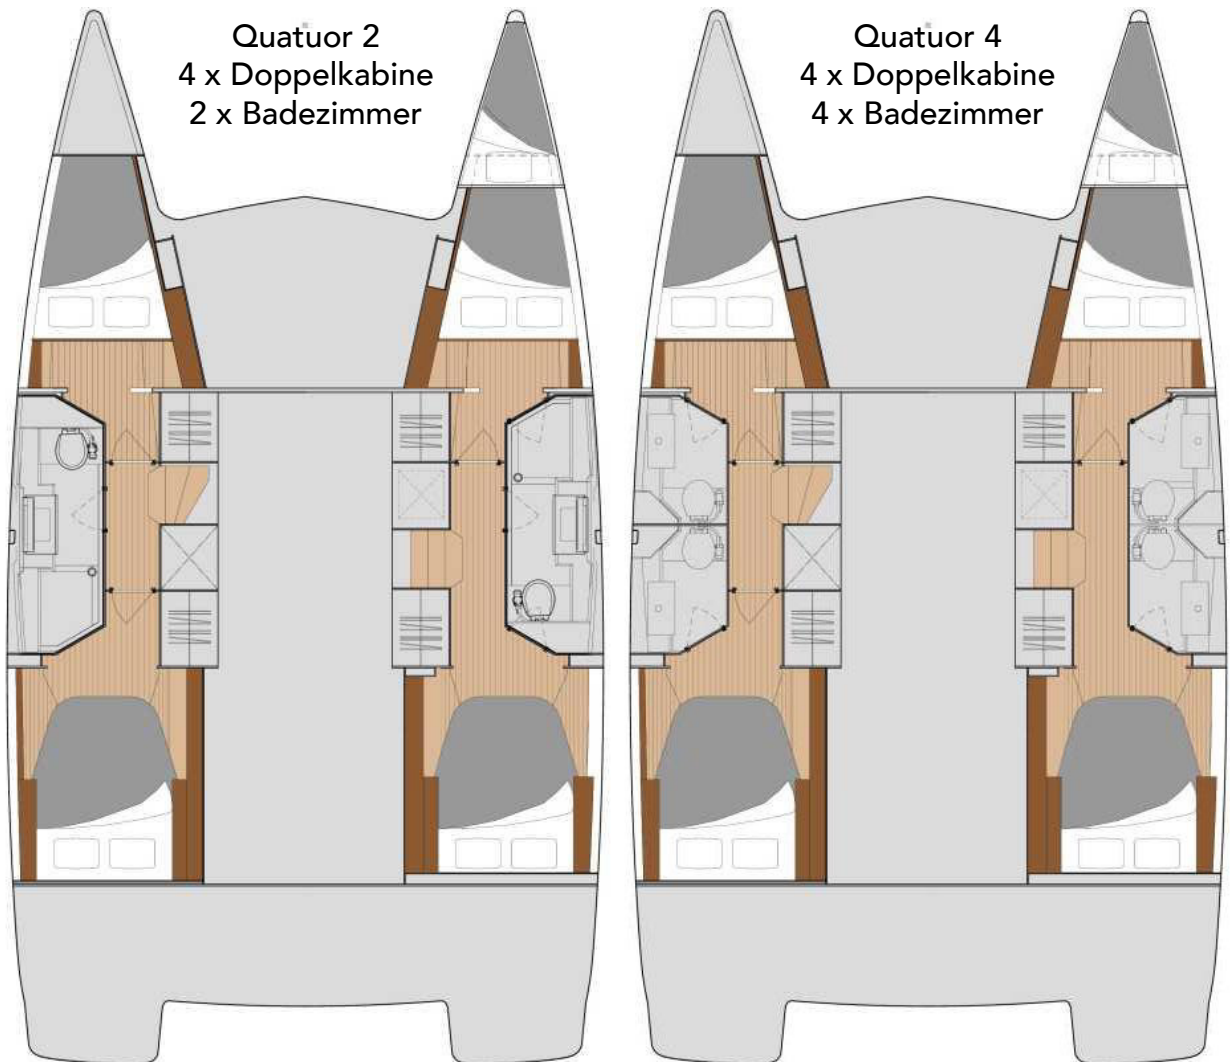 Quatuor 2
4 x Doppelkabine
2 x Badezimmer
Quatuor 4
4 x Doppelkabine
4 x Badezimmer